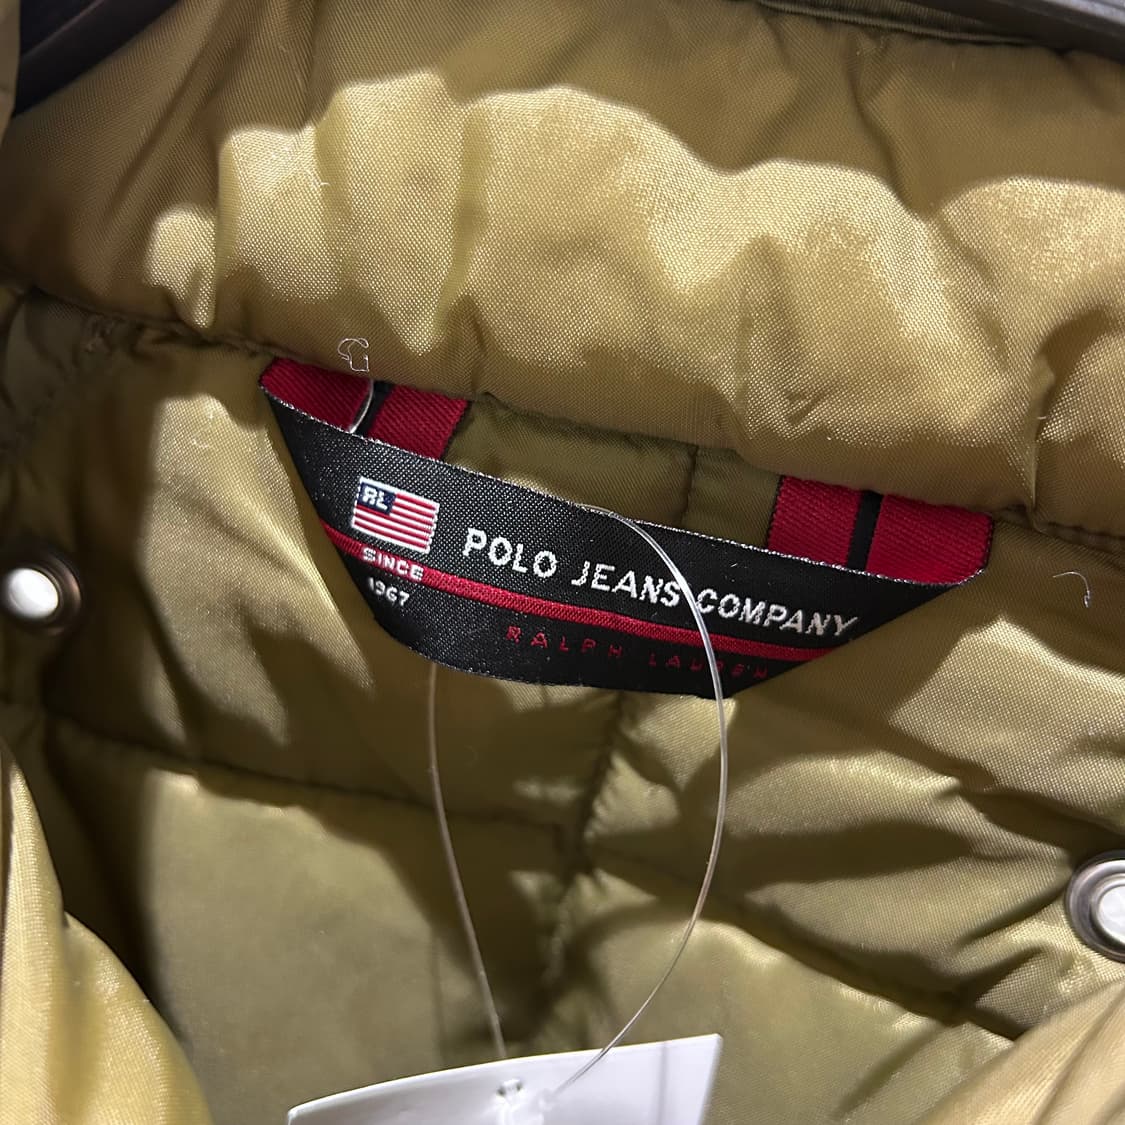 RL
SINCE
1967
POLO JEANS COMPANY
RALPH LAUREN